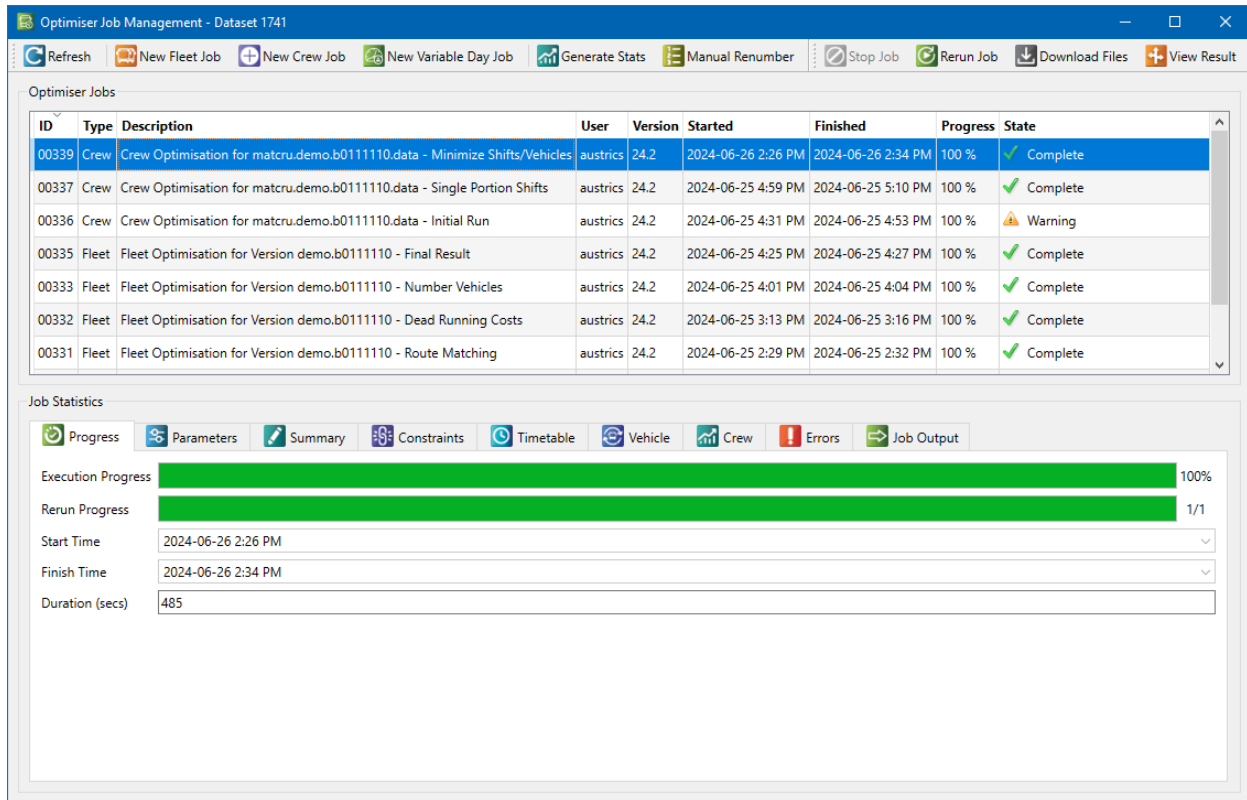 Optimiser Job Management - Dataset 1741
Refresh New Fleet Job New Crew Job New Variable Day Job Generate Stats Manual Renumber Stop Job Rerun Job Download Files View Result
Optimiser Jobs
ID Type Description User Version Started Finished Progress State
00339 Crew Crew Optimisation for matcru.demo.b0111110.data - Minimize Shifts/Vehicles austrics 24.2 2024-06-26 2:26 PM 2024-06-26 2:34 PM 100 % Complete
00337 Crew Crew Optimisation for matcru.demo.b0111110.data - Single Portion Shifts austrics 24.2 2024-06-25 4:59 PM 2024-06-25 5:10 PM 100 % Complete
00336 Crew Crew Optimisation for matcru.demo.b0111110.data - Initial Run austrics 24.2 2024-06-25 4:31 PM 2024-06-25 4:53 PM 100 % Warning
00335 Fleet Fleet Optimisation for Version demo.b0111110 - Final Result austrics 24.2 2024-06-25 4:25 PM 2024-06-25 4:27 PM 100 % Complete
00333 Fleet Fleet Optimisation for Version demo.b0111110 - Number Vehicles austrics 24.2 2024-06-25 4:01 PM 2024-06-25 4:04 PM 100 % Complete
00332 Fleet Fleet Optimisation for Version demo.b0111110 - Dead Running Costs austrics 24.2 2024-06-25 3:13 PM 2024-06-25 3:16 PM 100 % Complete
00331 Fleet Fleet Optimisation for Version demo.b0111110 - Route Matching austrics 24.2 2024-06-25 2:29 PM 2024-06-25 2:32 PM 100 % Complete
Job Statistics
Progress Parameters Summary Constraints Timetable Vehicle Crew Errors Job Output
Execution Progress 100%
Rerun Progress 1/1
Start Time 2024-06-26 2:26 PM
Finish Time 2024-06-26 2:34 PM
Duration (secs) 485